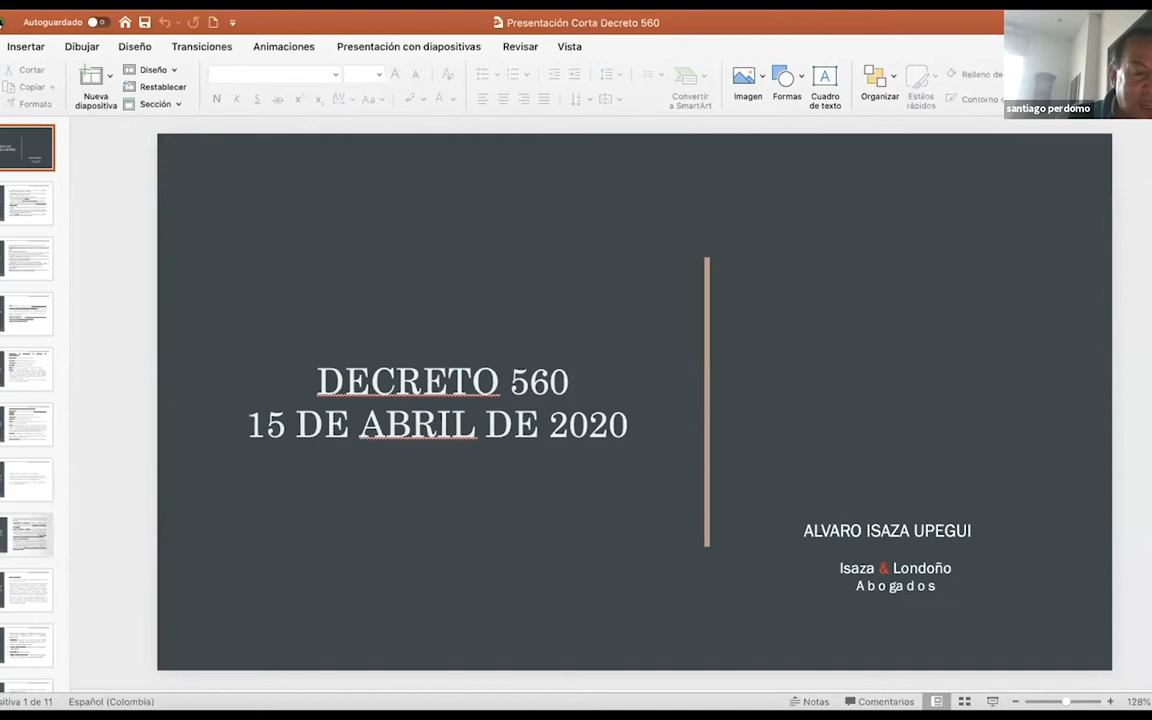 Autoguardado
Presentación Corta Decreto 560
Insertar
Dibujar
Diseño
Transiciones
Animaciones
Presentación con diapositivas
Revisar
Vista
Cortar
Copiar
Formato
Nueva
diapositiva
Diseño
Restablecer
Sección
Convertir
a SmartArt
Imagen
Formas
Cuadro
de texto
Organizar
Estilos
rápidos
Relleno de
Contorno
santiago perdomo
DECRETO 560
15 DE ABRIL DE 2020
ALVARO ISAZA UPEGUI
Isaza & Londoño
Abogados
sitiva 1 de 11
Español (Colombia)
Notas
Comentarios
128%